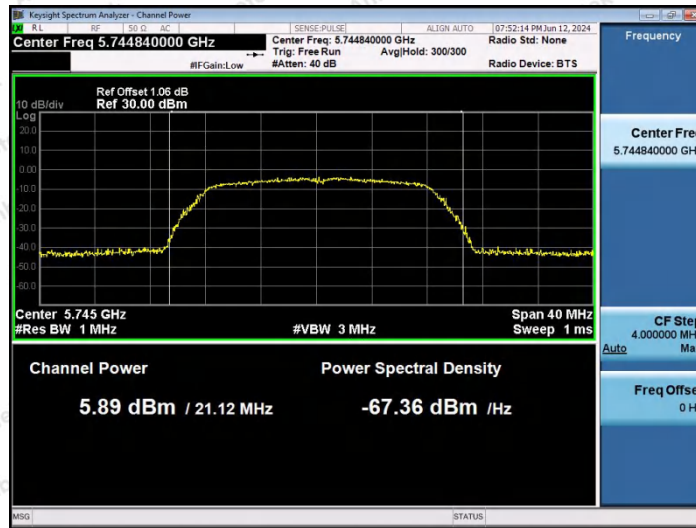 Keysight Spectrum Analyzer - Channel Power
RL RF 50 Ω AC SENSE:PULSE ALIGN AUTO 07:52:14 PM Jun 12, 2024
Center Freq 5.744840000 GHz
Center Freq: 5.744840000 GHz
Radio Std: None
Trig: Free Run Avg|Hold: 300/300
#IFGain:Low
#Atten: 40 dB
Radio Device: BTS
Ref Offset 1.06 dB
10 dB/div Ref 30.00 dBm
Log
20.0
10.0
0.00
-10.0
-20.0
-30.0
-40.0
-50.0
-60.0
Center 5.745 GHz Span 40 MHz
#Res BW 1 MHz #VBW 3 MHz Sweep 1 ms
Channel Power Power Spectral Density
5.89 dBm / 21.12 MHz -67.36 dBm /Hz
MSG STATUS
Frequency
Center Fre
5.744840000 GH
CF Step
4.000000 MH
Auto Ma
Freq Offse
0 H